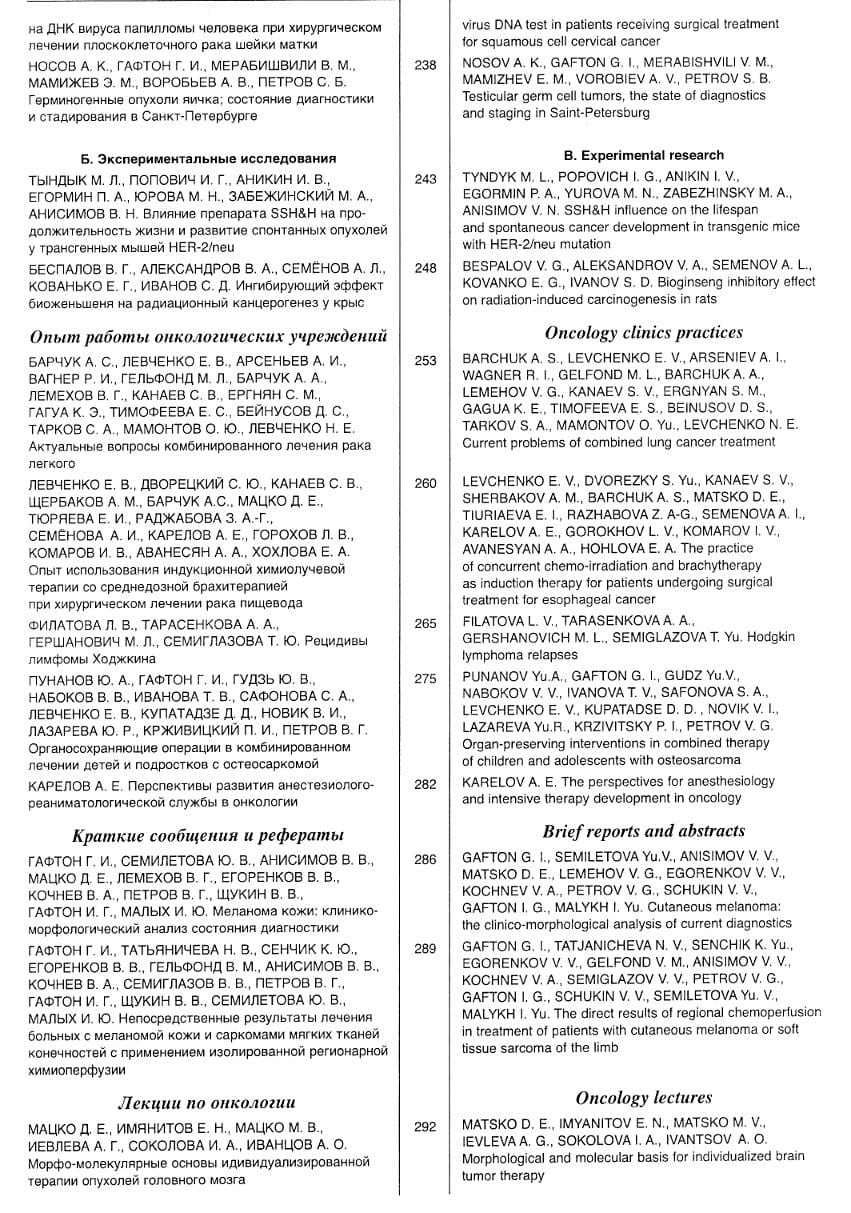 на ДНК вируса папилломы человека при хирургическом
лечении плоскоклеточного рака шейки матки
НОСОВ А. К., ГАФТОН Г. И., МЕРАБИШВИЛИ В. М.,
МАМИЖЕВ Э. М., ВОРОБЬЕВ А. В., ПЕТРОВ С. Б.
Герминогенные опухоли яичка; состояние диагностики
и стадирования в Санкт-Петербурге
Б. Экспериментальные исследования
ТЫНДЫК М. Л., ПОПОВИЧ И. Г., АНИКИН И. В.,
ЕГОРМИН П. А., ЮРОВА М. Н., ЗАБЕЖИНСКИЙ М. А.,
АНИСИМОВ В. Н. Влияние препарата SSH&H на про-
должительность жизни и развитие спонтанных опухолей
у трансгенных мышей HER-2/neu
БЕСПАЛОВ В. Г., АЛЕКСАНДРОВ В. А., СЕМЁНОВ А. Л.,
КОВАНЬКО Е. Г., ИВАНОВ С. Д. Ингибирующий эффект
биоженьшеня на радиационный канцерогенез у крыс
Опыт работы онкологических учреждений
БАРЧУК А. С., ЛЕВЧЕНКО Е. В., АРСЕНЬЕВ А. И.,
ВАГНЕР Р. И., ГЕЛЬФОНД М. Л., БАРЧУК А. А.,
ЛЕМЕХОВ В. Г., КАНАЕВ С. В., ЕРГНЯН С. М.,
ГАГУА К. Э., ТИМОФЕЕВА Е. С., БЕЙНУСОВ Д. С.,
ТАРКОВ С. А., МАМОНТОВ О. Ю., ЛЕВЧЕНКО Н. Е.
Актуальные вопросы комбинированного лечения рака
легкого
ЛЕВЧЕНКО Е. В., ДВОРЕЦКИЙ С. Ю., КАНАЕВ С. В.,
ЩЕРБАКОВ А. М., БАРЧУК А.С., МАЦКО Д. Е.,
ТЮРЯЕВА Е. И., РАДЖАБОВА З. А.-Г.,
СЕМЁНОВА А. И., КАРЕЛОВ А. Е., ГОРОХОВ Л. В.,
КОМАРОВ И. В., АВАНЕСЯН А. А., ХОХЛОВА Е. А.
Опыт использования индукционной химиолучевой
терапии со среднедозной брахитерапией
при хирургическом лечении рака пищевода
ФИЛАТОВА Л. В., ТАРАСЕНКОВА А. А.,
ГЕРШАНОВИЧ М. Л., СЕМИГЛАЗОВА Т. Ю. Рецидивы
лимфомы Ходжкина
ПУНАНОВ Ю. А., ГАФТОН Г. И., ГУДЗЬ Ю. В.,
НАБОКОВ В. В., ИВАНОВА Т. В., САФОНОВА С. А.,
ЛЕВЧЕНКО Е. В., КУПАТАДЗЕ Д. Д., НОВИК В. И.,
ЛАЗАРЕВА Ю. Р., КРЖИВИЦКИЙ П. И., ПЕТРОВ В. Г.
Органосохраняющие операции в комбинированном
лечении детей и подростков с остеосаркомой
КАРЕЛОВ А. Е. Перспективы развития анестезиолого-
реаниматологической службы в онкологии
Краткие сообщения и рефераты
ГАФТОН Г. И., СЕМИЛЕТОВА Ю. В., АНИСИМОВ В. В.,
МАЦКО Д. Е., ЛЕМЕХОВ В. Г., ЕГОРЕНКОВ В. В.,
КОЧНЕВ В. А., ПЕТРОВ В. Г., ЩУКИН В. В.,
ГАФТОН И. Г., МАЛЫХ И. Ю. Меланома кожи: клинико-
морфологический анализ состояния диагностики
ГАФТОН Г. И., ТАТЬЯНИЧЕВА Н. В., СЕНЧИК К. Ю.,
ЕГОРЕНКОВ В. В., ГЕЛЬФОНД В. М., АНИСИМОВ В. В.,
КОЧНЕВ В. А., СЕМИГЛАЗОВ В. В., ПЕТРОВ В. Г.,
ГАФТОН И. Г., ЩУКИН В. В., СЕМИЛЕТОВА Ю. В.,
МАЛЫХ И. Ю. Непосредственные результаты лечения
больных с меланомой кожи и саркомами мягких тканей
конечностей с применением изолированной регионарной
химиоперфузии
Лекции по онкологии
МАЦКО Д. Е., ИМЯНИТОВ Е. Н., МАЦКО М. В.,
ИЕВЛЕВА А. Г., СОКОЛОВА И. А., ИВАНЦОВ А. О.
Морфо-молекулярные основы идивидуализированной
терапии опухолей головного мозга
238
243
248
253
260
265
275
282
286
289
292
virus DNA test in patients receiving surgical treatment
for squamous cell cervical cancer
NOSOV A. K., GAFTON G. I., MERABISHVILI V. M.,
MAMIZHEV E. M., VOROBIEV A. V., PETROV S. B.
Testicular germ cell tumors, the state of diagnostics
and staging in Saint-Petersburg
B. Experimental research
TYNDYK M. L., POPOVICH I. G., ANIKIN I. V.,
EGORMIN P. A., YUROVA M. N., ZABEZHINSKY M. A.,
ANISIMOV V. N. SSH&H influence on the lifespan
and spontaneous cancer development in transgenic mice
with HER-2/neu mutation
BESPALOV V. G., ALEKSANDROV V. A., SEMENOV A. L.,
KOVANKO E. G., IVANOV S. D. Bioginseng inhibitory effect
on radiation-induced carcinogenesis in rats
Oncology clinics practices
BARCHUK A. S., LEVCHENKO E. V., ARSENIEV A. I.,
WAGNER R. I., GELFOND M. L., BARCHUK A. A.,
LEMEHOV V. G., KANAEV S. V., ERGNYAN S. M.,
GAGUA K. E., TIMOFEEVA E. S., BEINUSOV D. S.,
TARKOV S. A., MAMONTOV O. Yu., LEVCHENKO N. E.
Current problems of combined lung cancer treatment
LEVCHENKO E. V., DVOREZKY S. Yu., KANAEV S. V.,
SHERBAKOV A. M., BARCHUK A. S., MATSKO D. E.,
TIURIAEVA E. I., RAZHABOVA Z. A-G., SEMENOVA A. I.,
KARELOV A. E., GOROKHOV L. V., KOMAROV I. V.,
AVANESYAN A. A., HOHLOVA E. A. The practice
of concurrent chemo-irradiation and brachytherapy
as induction therapy for patients undergoing surgical
treatment for esophageal cancer
FILATOVA L. V., TARASENKOVA A. A.,
GERSHANOVICH M. L., SEMIGLAZOVA T. Yu. Hodgkin
lymphoma relapses
PUNANOV Yu.A., GAFTON G. I., GUDZ Yu.V.,
NABOKOV V. V., IVANOVA T. V., SAFONOVA S. A.,
LEVCHENKO E. V., KUPATADSE D. D. , NOVIK V. I.,
LAZAREVA Yu.R., KRZIVITSKY P. I., PETROV V. G.
Organ-preserving interventions in combined therapy
of children and adolescents with osteosarcoma
KARELOV A. E. The perspectives for anesthesiology
and intensive therapy development in oncology
Brief reports and abstracts
GAFTON G. I., SEMILETOVA Yu.V., ANISIMOV V. V.,
MATSKO D. E., LEMEHOV V. G., EGORENKOV V. V.,
KOCHNEV V. A., PETROV V. G., SCHUKIN V. V.,
GAFTON I. G., MALYKH I. Yu. Cutaneous melanoma:
the clinico-morphological analysis of current diagnostics
GAFTON G. I., TATJANICHEVA N. V., SENCHIK K. Yu.,
EGORENKOV V. V., GELFOND V. M., ANISIMOV V. V.,
KOCHNEV V. A., SEMIGLAZOV V. V., PETROV V. G.,
GAFTON I. G., SCHUKIN V. V., SEMILETOVA Yu. V.,
MALYKH I. Yu. The direct results of regional chemoperfusion
in treatment of patients with cutaneous melanoma or soft
tissue sarcoma of the limb
Oncology lectures
MATSKO D. E., IMYANITOV E. N., MATSKO M. V.,
IEVLEVA A. G., SOKOLOVA I. A., IVANTSOV A. O.
Morphological and molecular basis for individualized brain
tumor therapy